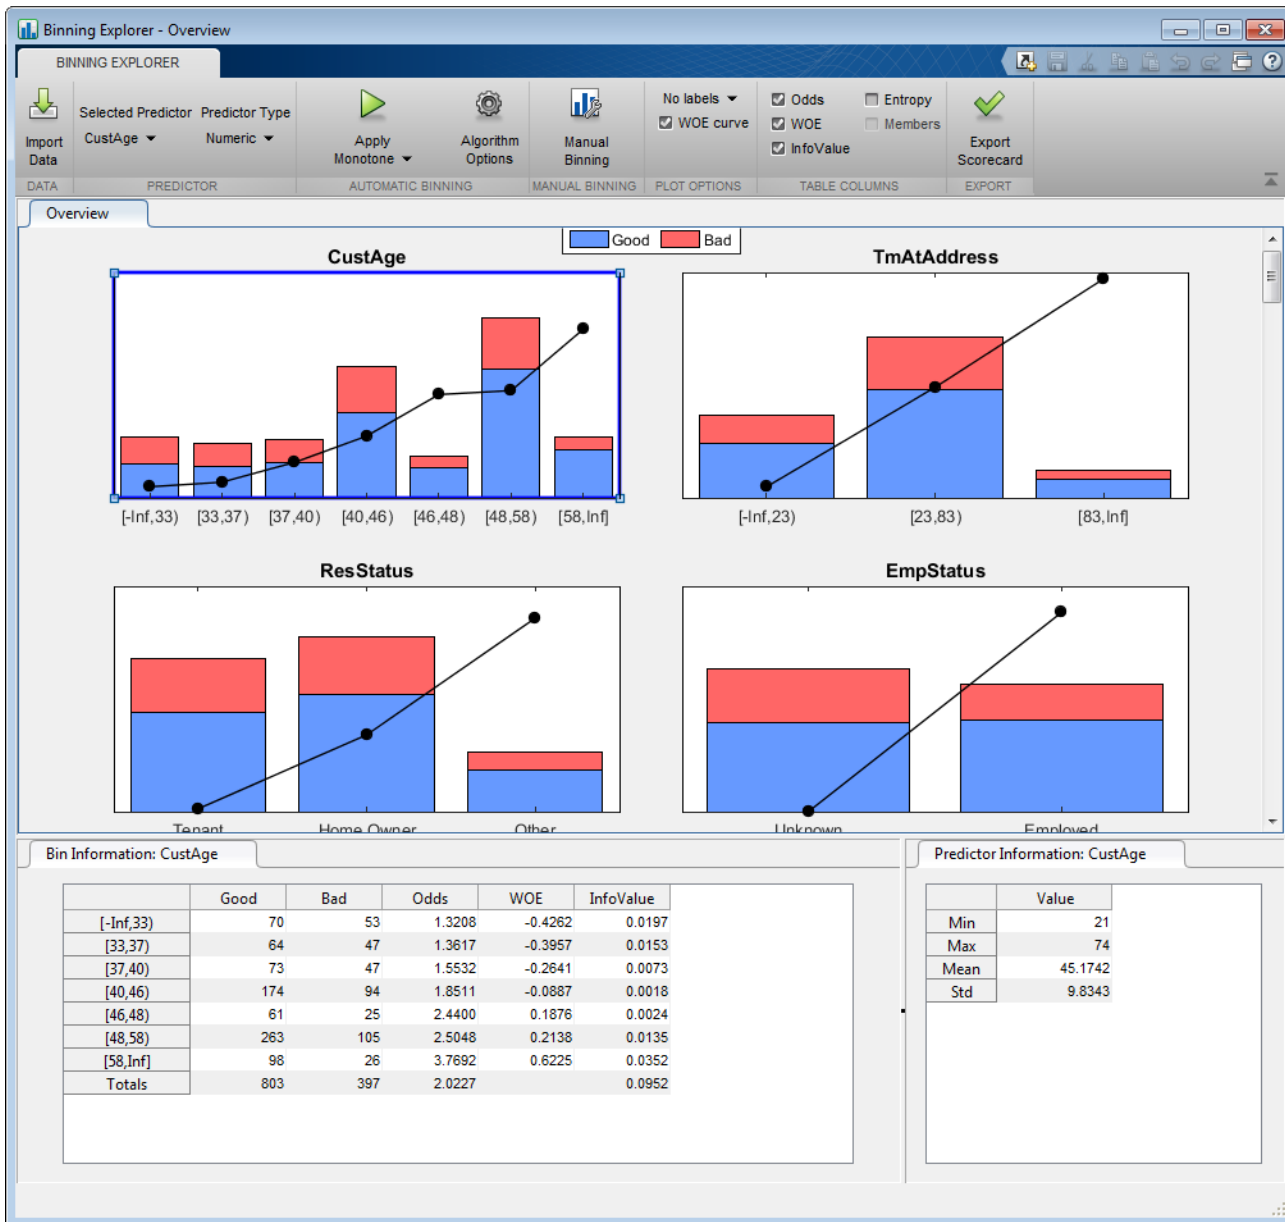 Binning Explorer - Overview
BINNING EXPLORER
Import Data
Selected Predictor Predictor Type
CustAge Numeric
Apply Monotone
Algorithm Options
Manual Binning
No labels
WOE curve
Odds
WOE
InfoValue
Entropy
Members
Export Scorecard
DATA PREDICTOR AUTOMATIC BINNING MANUAL BINNING PLOT OPTIONS TABLE COLUMNS EXPORT
Overview
Good Bad
CustAge
[-Inf,33) [33,37) [37,40) [40,46) [46,48) [48,58) [58,Inf]
TmAtAddress
[-Inf,23) [23,83) [83,Inf]
ResStatus
Tenant Home Owner Other
EmpStatus
Unknown Employed
Bin Information: CustAge
Good Bad Odds WOE InfoValue
[-Inf,33) 70 53 1.3208 -0.4262 0.0197
[33,37) 64 47 1.3617 -0.3957 0.0153
[37,40) 73 47 1.5532 -0.2641 0.0073
[40,46) 174 94 1.8511 -0.0887 0.0018
[46,48) 61 25 2.4400 0.1876 0.0024
[48,58) 263 105 2.5048 0.2138 0.0135
[58,Inf] 98 26 3.7692 0.6225 0.0352
Totals 803 397 2.0227 0.0952
Predictor Information: CustAge
Value
Min 21
Max 74
Mean 45.1742
Std 9.8343